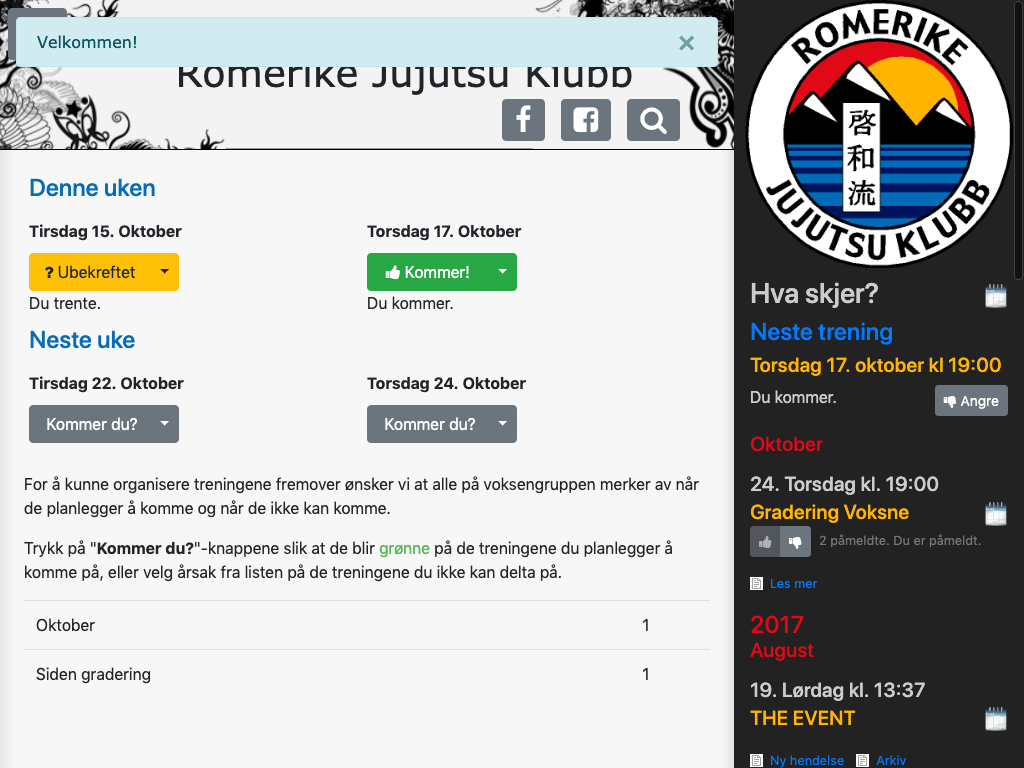 Velkommen!
×
Romerike Jujutsu Klubb
Denne uken
Tirsdag 15. Oktober
Torsdag 17. Oktober
? Ubekreftet
Kommer!
Du trente.
Du kommer.
Neste uke
Tirsdag 22. Oktober
Torsdag 24. Oktober
Kommer du?
Kommer du?
For å kunne organisere treningene fremover ønsker vi at alle på voksengruppen merker av når
de planlegger å komme og når de ikke kan komme.
Trykk på "Kommer du?"-knappene slik at de blir grønne på de treningene du planlegger å
komme på, eller velg årsak fra listen på de treningene du ikke kan delta på.
Oktober 1
Siden gradering 1
ROMERIKE
啓和流
JUJUTSU KLUBB
Hva skjer?
Neste trening
Torsdag 17. oktober kl 19:00
Du kommer.
Angre
Oktober
24. Torsdag kl. 19:00
Gradering Voksne
2 påmeldte. Du er påmeldt.
Les mer
2017
August
19. Lørdag kl. 13:37
THE EVENT
Ny hendelse Arkiv